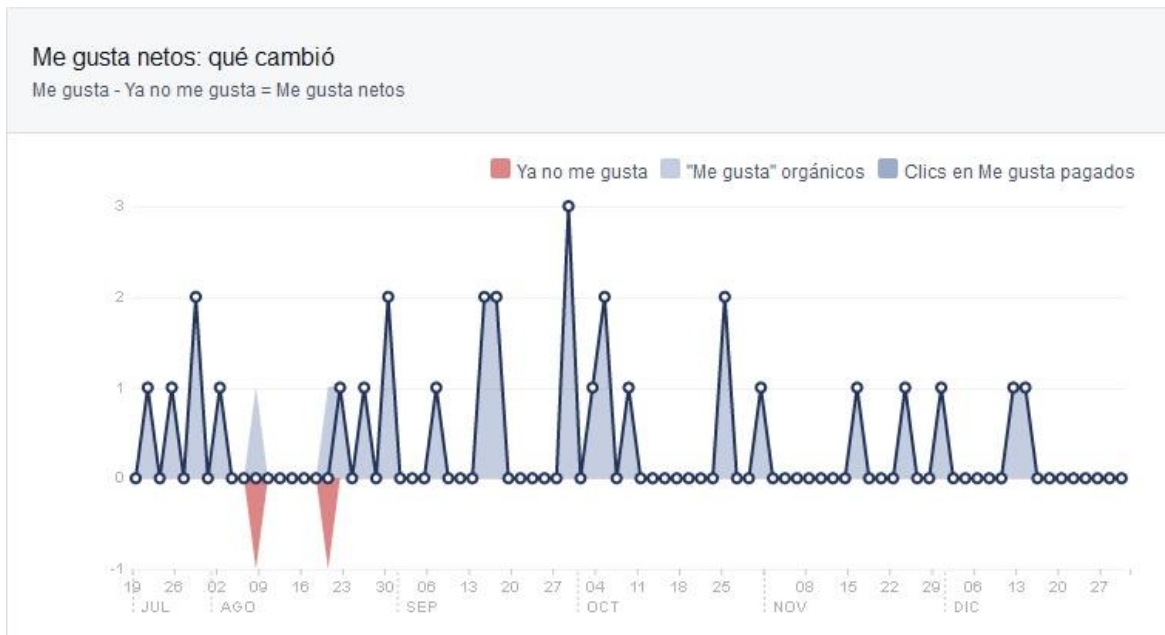 Me gusta netos: qué cambió
Me gusta - Ya no me gusta = Me gusta netos
Ya no me gusta "Me gusta" orgánicos Clics en Me gusta pagados
3
2
1
0
-1
19 26 02 09 16 23 30 06 13 20 27 04 11 18 25 08 15 22 29 06 13 20 27
JUL AGO SEP OCT NOV DIC